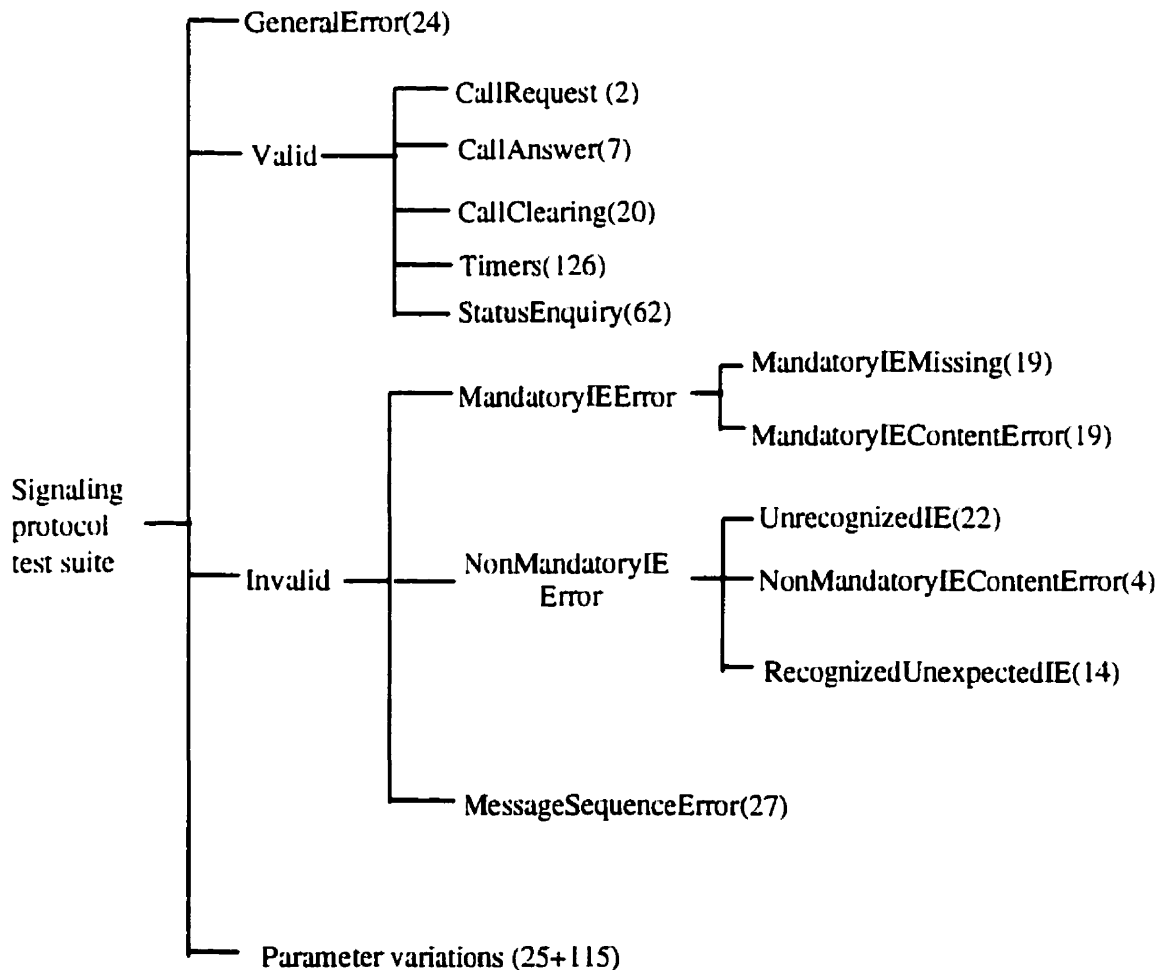 GeneralError(24)
CallRequest (2)
Valid
CallAnswer(7)
CallClearing(20)
Timers(126)
StatusEnquiry(62)
MandatoryIEMissing(19)
MandatoryIEError
MandatoryIEContentError(19)
Signaling
protocol
test suite
UnrecognizedIE(22)
Invalid
NonMandatoryIE
Error
NonMandatoryIEContentError(4)
RecognizedUnexpectedIE(14)
MessageSequenceError(27)
Parameter variations (25+115)